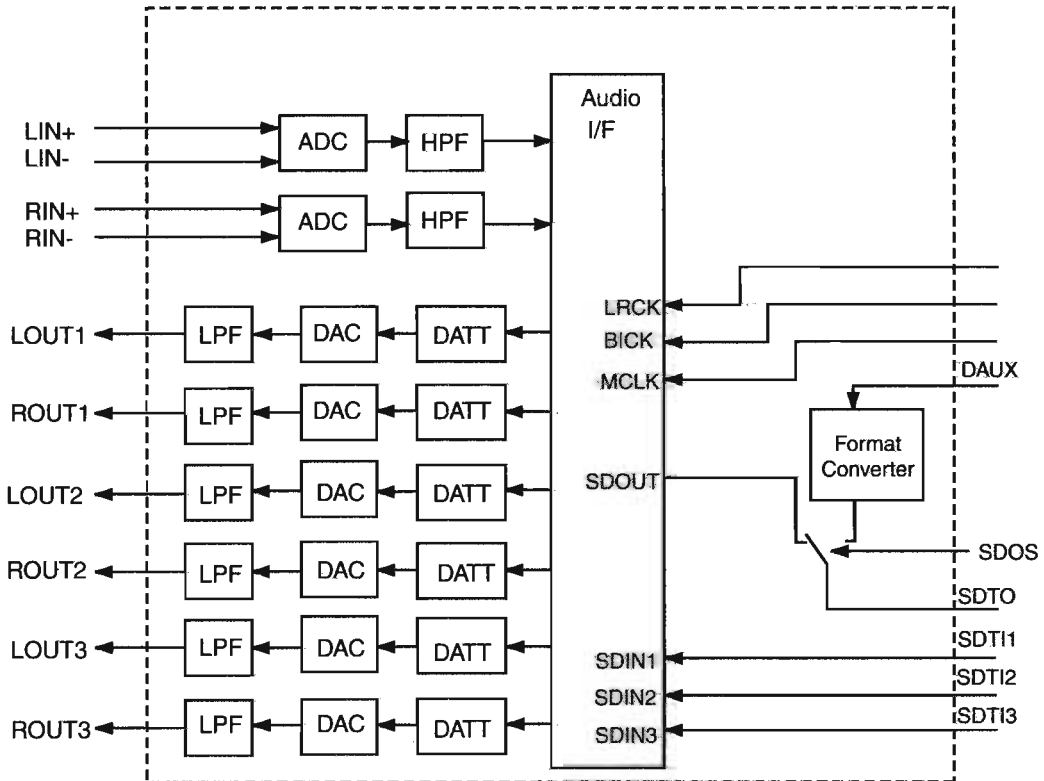 Audio
I/F
LIN+
LIN-
ADC
HPF
RIN+
RIN-
ADC
HPF
LRCK
LOUT1
LPF
DAC
DATT
BICK
MCLK
DAUX
ROUT1
LPF
DAC
DATT
Format
Converter
LOUT2
LPF
DAC
DATT
SDOUT
SDOS
ROUT2
LPF
DAC
DATT
SDTO
LOUT3
LPF
DAC
DATT
SDIN1
SDTI1
SDIN2
SDTI2
ROUT3
LPF
DAC
DATT
SDIN3
SDTI3